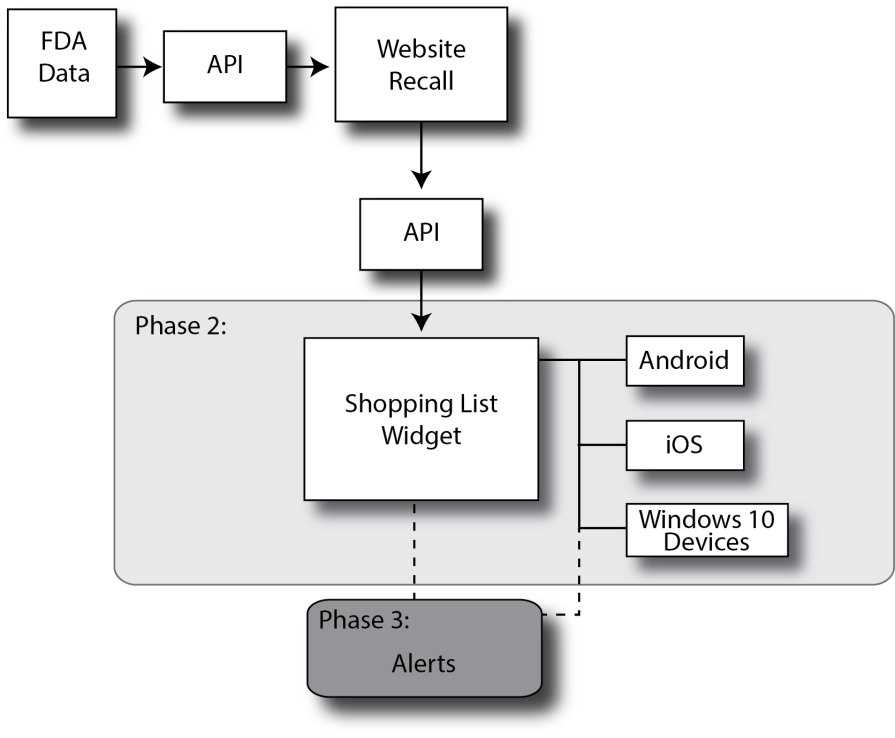 FDA
Data
API
Website
Recall
API
Phase 2:
Shopping List
Widget
Android
iOS
Windows 10
Devices
Phase 3:
Alerts